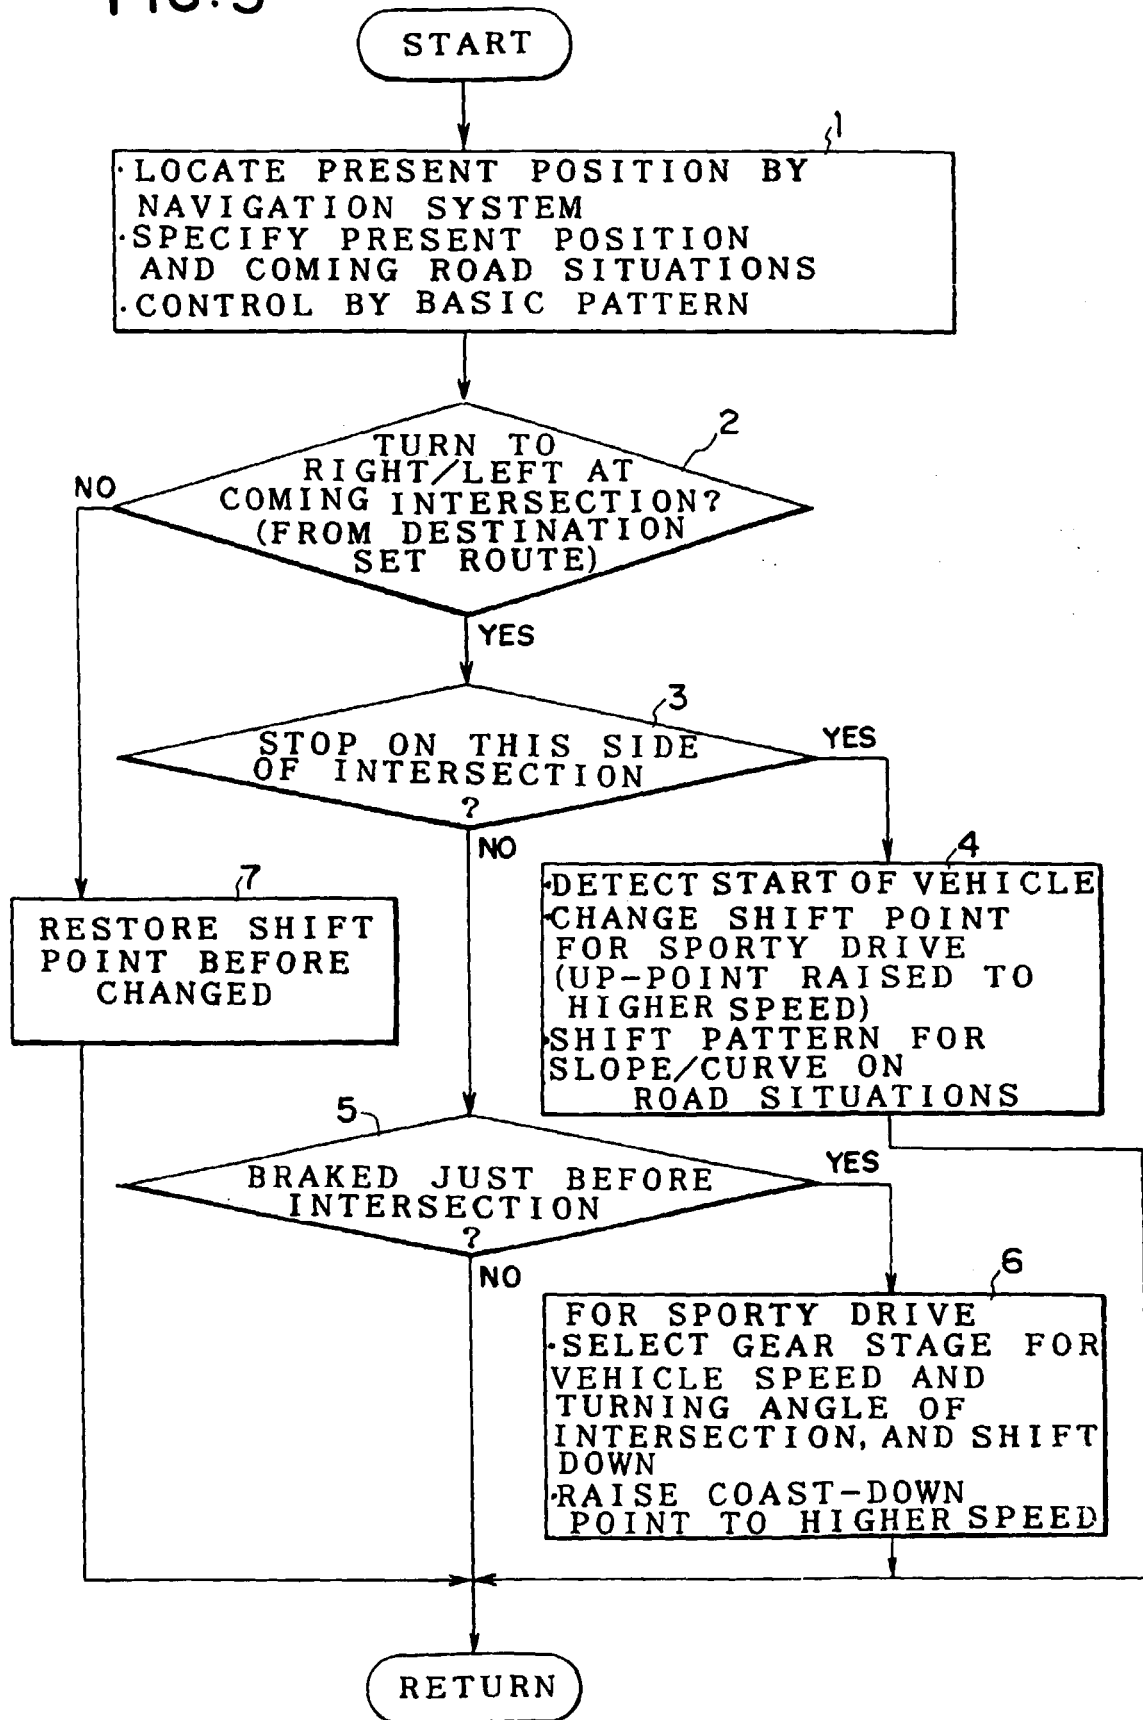 START
1
·LOCATE PRESENT POSITION BY
NAVIGATION SYSTEM
·SPECIFY PRESENT POSITION
AND COMING ROAD SITUATIONS
·CONTROL BY BASIC PATTERN
2
TURN TO
RIGHT/LEFT AT
COMING INTERSECTION?
(FROM DESTINATION
SET ROUTE)
NO
YES
3
STOP ON THIS SIDE
OF INTERSECTION
?
YES
NO
4
·DETECT START OF VEHICLE
·CHANGE SHIFT POINT
FOR SPORTY DRIVE
(UP-POINT RAISED TO
HIGHER SPEED)
·SHIFT PATTERN FOR
SLOPE/CURVE ON
ROAD SITUATIONS
7
RESTORE SHIFT
POINT BEFORE
CHANGED
5
BRAKED JUST BEFORE
INTERSECTION
?
YES
NO
6
FOR SPORTY DRIVE
·SELECT GEAR STAGE FOR
VEHICLE SPEED AND
TURNING ANGLE OF
INTERSECTION, AND SHIFT
DOWN
·RAISE COAST-DOWN
POINT TO HIGHER SPEED
RETURN